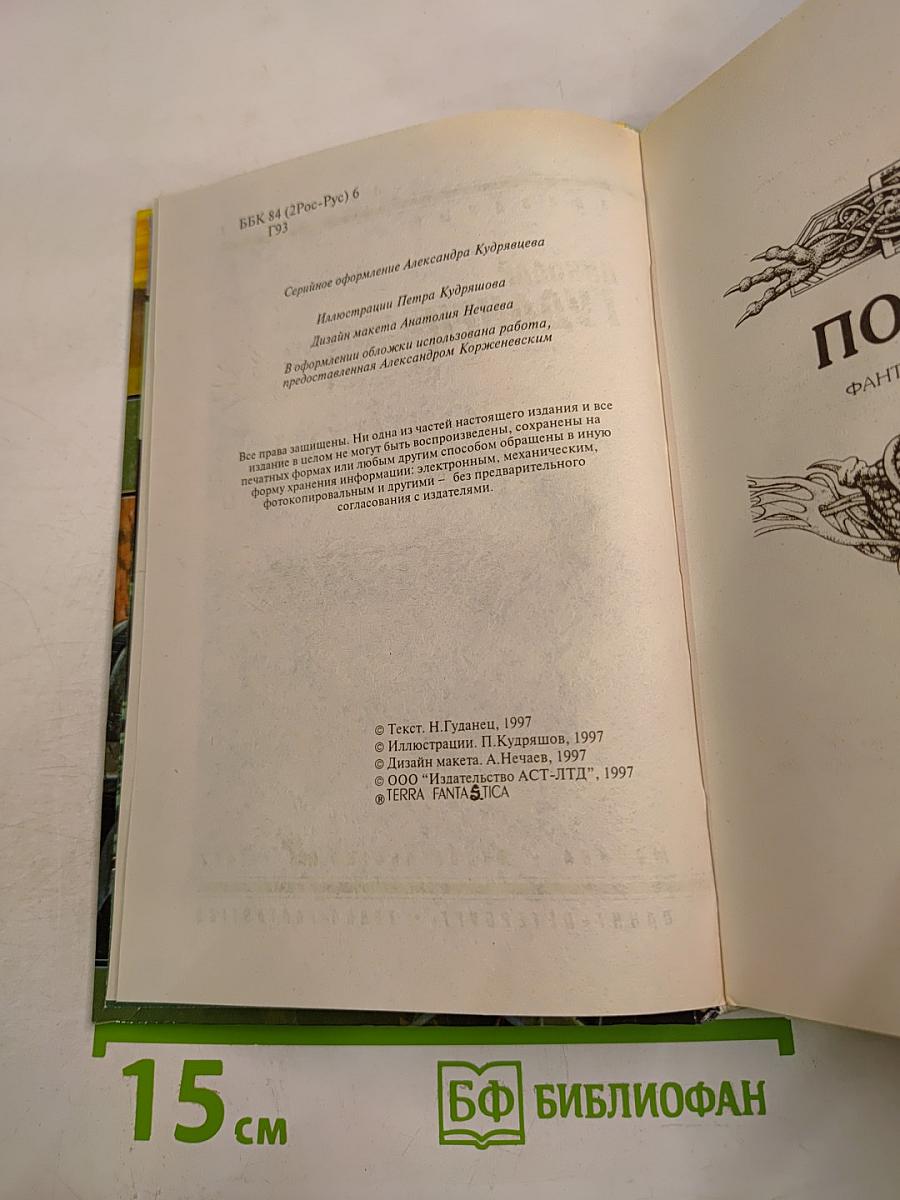 ББК 84 (2Рос-Рус) 6
Г93
Серийное оформление Александра Кудрявцева
Иллюстрации Петра Кудряшова
Дизайн макета Анатолия Нечаева
В оформлении обложки использована работа,
предоставленная Александром Корженевским
Все права защищены. Ни одна из частей настоящего издания и все
издание в целом не могут быть воспроизведены, сохранены на
печатных формах или любым другим способом обращены в иную
форму хранения информации: электронным, механическим,
фотокопировальным и другими – без предварительного
согласования с издателями.
© Текст. Н.Гуданец, 1997
© Иллюстрации. П.Кудряшов, 1997
© Дизайн макета. А.Нечаев, 1997
© ООО “Издательство АСТ-ЛТД”, 1997
® TERRA FANTASTICA
ПО
ФАНТ
15 см
БФ БИБЛИОФАН